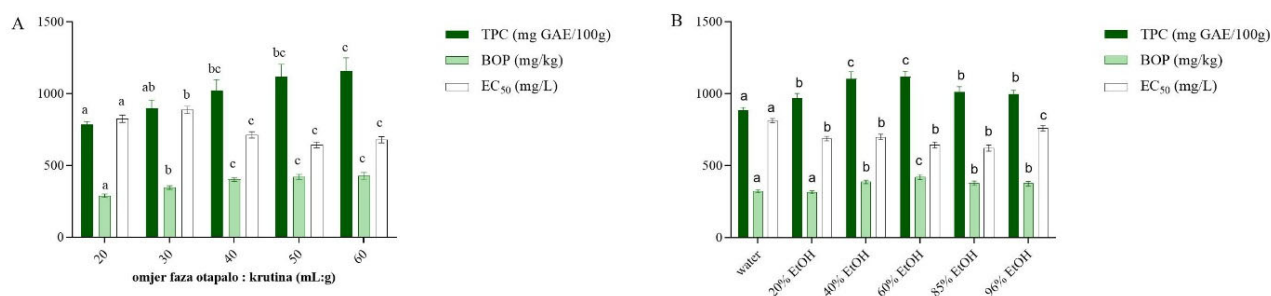 A
1500
1000
500
0
a a a
ab b b
bc c c
bc c c
c c c
20 30 40 50 60
omjer faza otapalo : krutina (mL:g)
TPC (mg GAE/100g)
BOP (mg/kg)
EC50 (mg/L)
B
1500
1000
500
0
a a a
b a b
c b b
c c b
b b b
b b c
water 20% EtOH 40% EtOH 60% EtOH 85% EtOH 96% EtOH
TPC (mg GAE/100g)
BOP (mg/kg)
EC50 (mg/L)